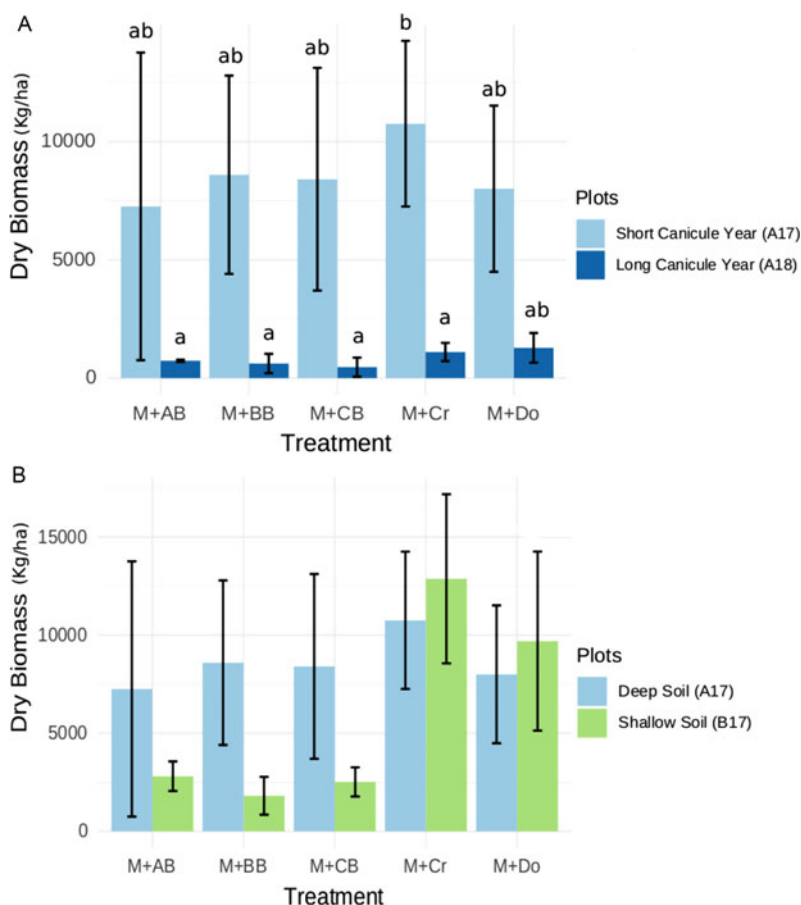 A
ab
ab
ab
b
ab
10000
5000
0
a
a
a
a
ab
Dry Biomass (Kg/ha)
M+AB M+BB M+CB M+Cr M+Do
Treatment
Plots
Short Canicule Year (A17)
Long Canicule Year (A18)
B
15000
10000
5000
0
Dry Biomass (Kg/ha)
M+AB M+BB M+CB M+Cr M+Do
Treatment
Plots
Deep Soil (A17)
Shallow Soil (B17)